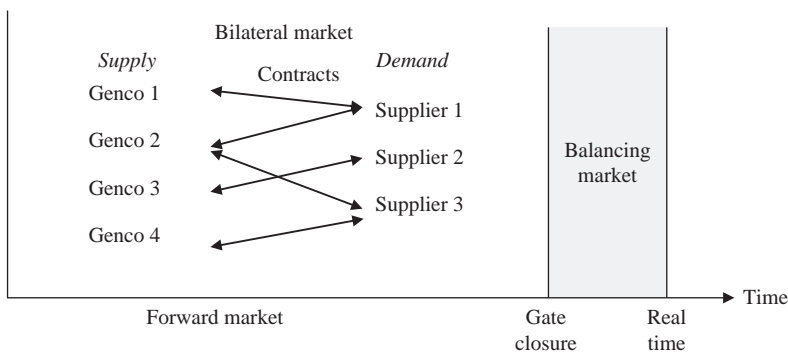 Bilateral market
Supply
Demand
Contracts
Genco 1
Supplier 1
Genco 2
Supplier 2
Genco 3
Supplier 3
Genco 4
Balancing
market
Time
Forward market
Gate
closure
Real
time